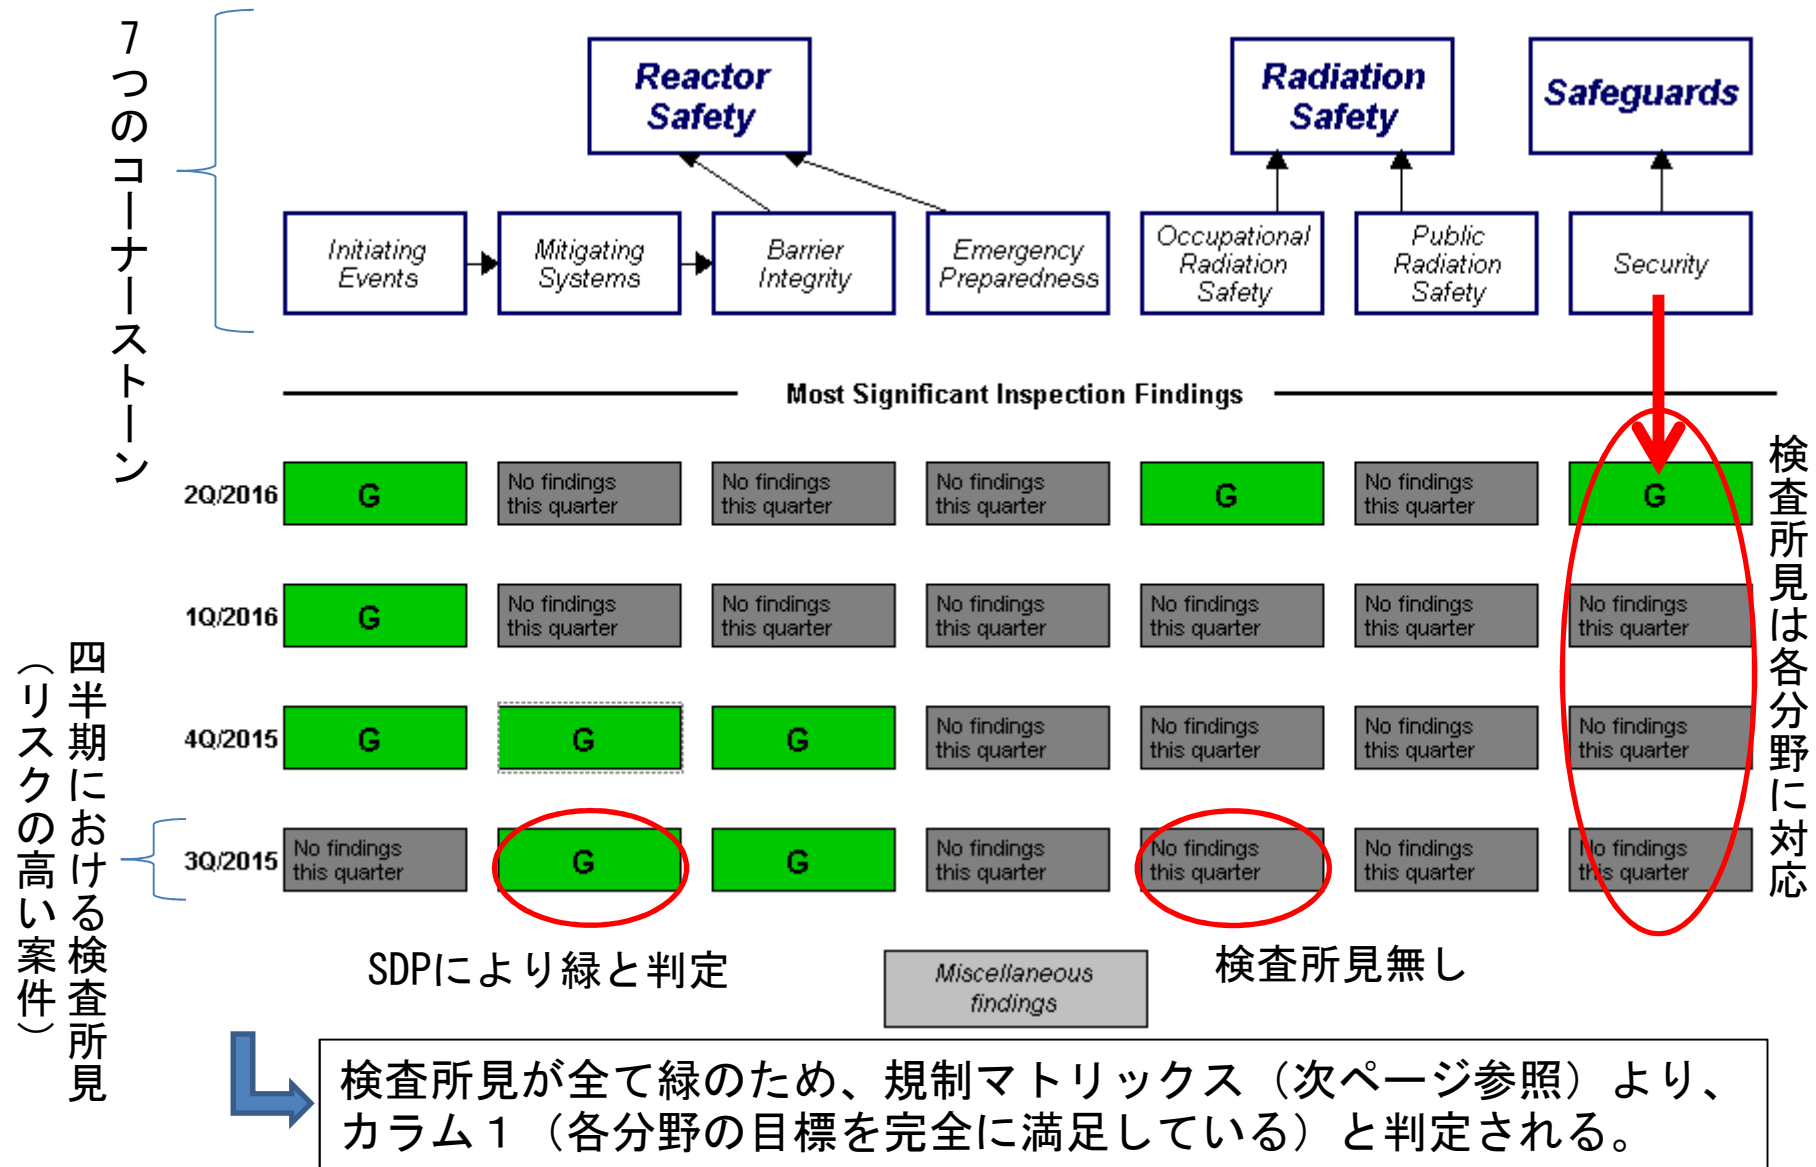 7つのコーナーストーン
Reactor
Safety
Radiation
Safety
Safeguards
Initiating
Events
Mitigating
Systems
Barrier
Integrity
Emergency
Preparedness
Occupational
Radiation
Safety
Public
Radiation
Safety
Security
Most Significant Inspection Findings
2Q/2016
G
No findings
this quarter
No findings
this quarter
No findings
this quarter
G
No findings
this quarter
G
1Q/2016
G
No findings
this quarter
No findings
this quarter
No findings
this quarter
No findings
this quarter
No findings
this quarter
No findings
this quarter
4Q/2015
G
G
G
No findings
this quarter
No findings
this quarter
No findings
this quarter
No findings
this quarter
3Q/2015
No findings
this quarter
G
G
No findings
this quarter
No findings
this quarter
No findings
this quarter
No findings
this quarter
検査所見は各分野に対応
四半期における検査所見
（リスクの高い案件）
SDPにより緑と判定
Miscellaneous
findings
検査所見無し
検査所見が全て緑のため、規制マトリックス（次ページ参照）より、
カラム１（各分野の目標を完全に満足している）と判定される。